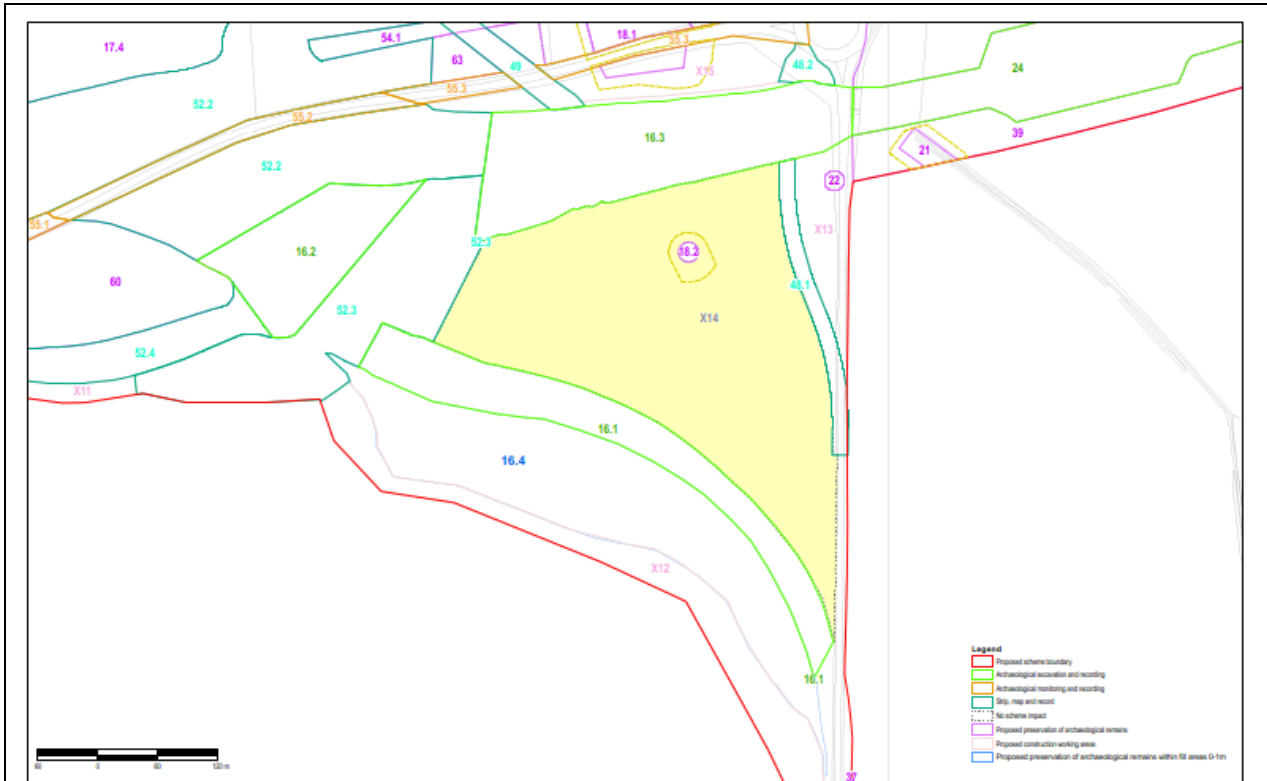 17.4
54.1
63
49
18.1
55.3
X15
48.2
24
52.2
55.3
55.2
16.3
39
21
52.2
22
55.1
16.2
52.3
18.2
X13
60
48.1
52.3
X14
52.4
X11
16.1
16.4
X12
16.1
37
Legend
Proposed scheme boundary
Archaeological excavation and recording
Archaeological monitoring and recording
Strip, map and record
No scheme impact
Proposed preservation of archaeological remains
Proposed construction working areas
Proposed preservation of archaeological remains within fill areas 0-1m
60 0 60 120 m